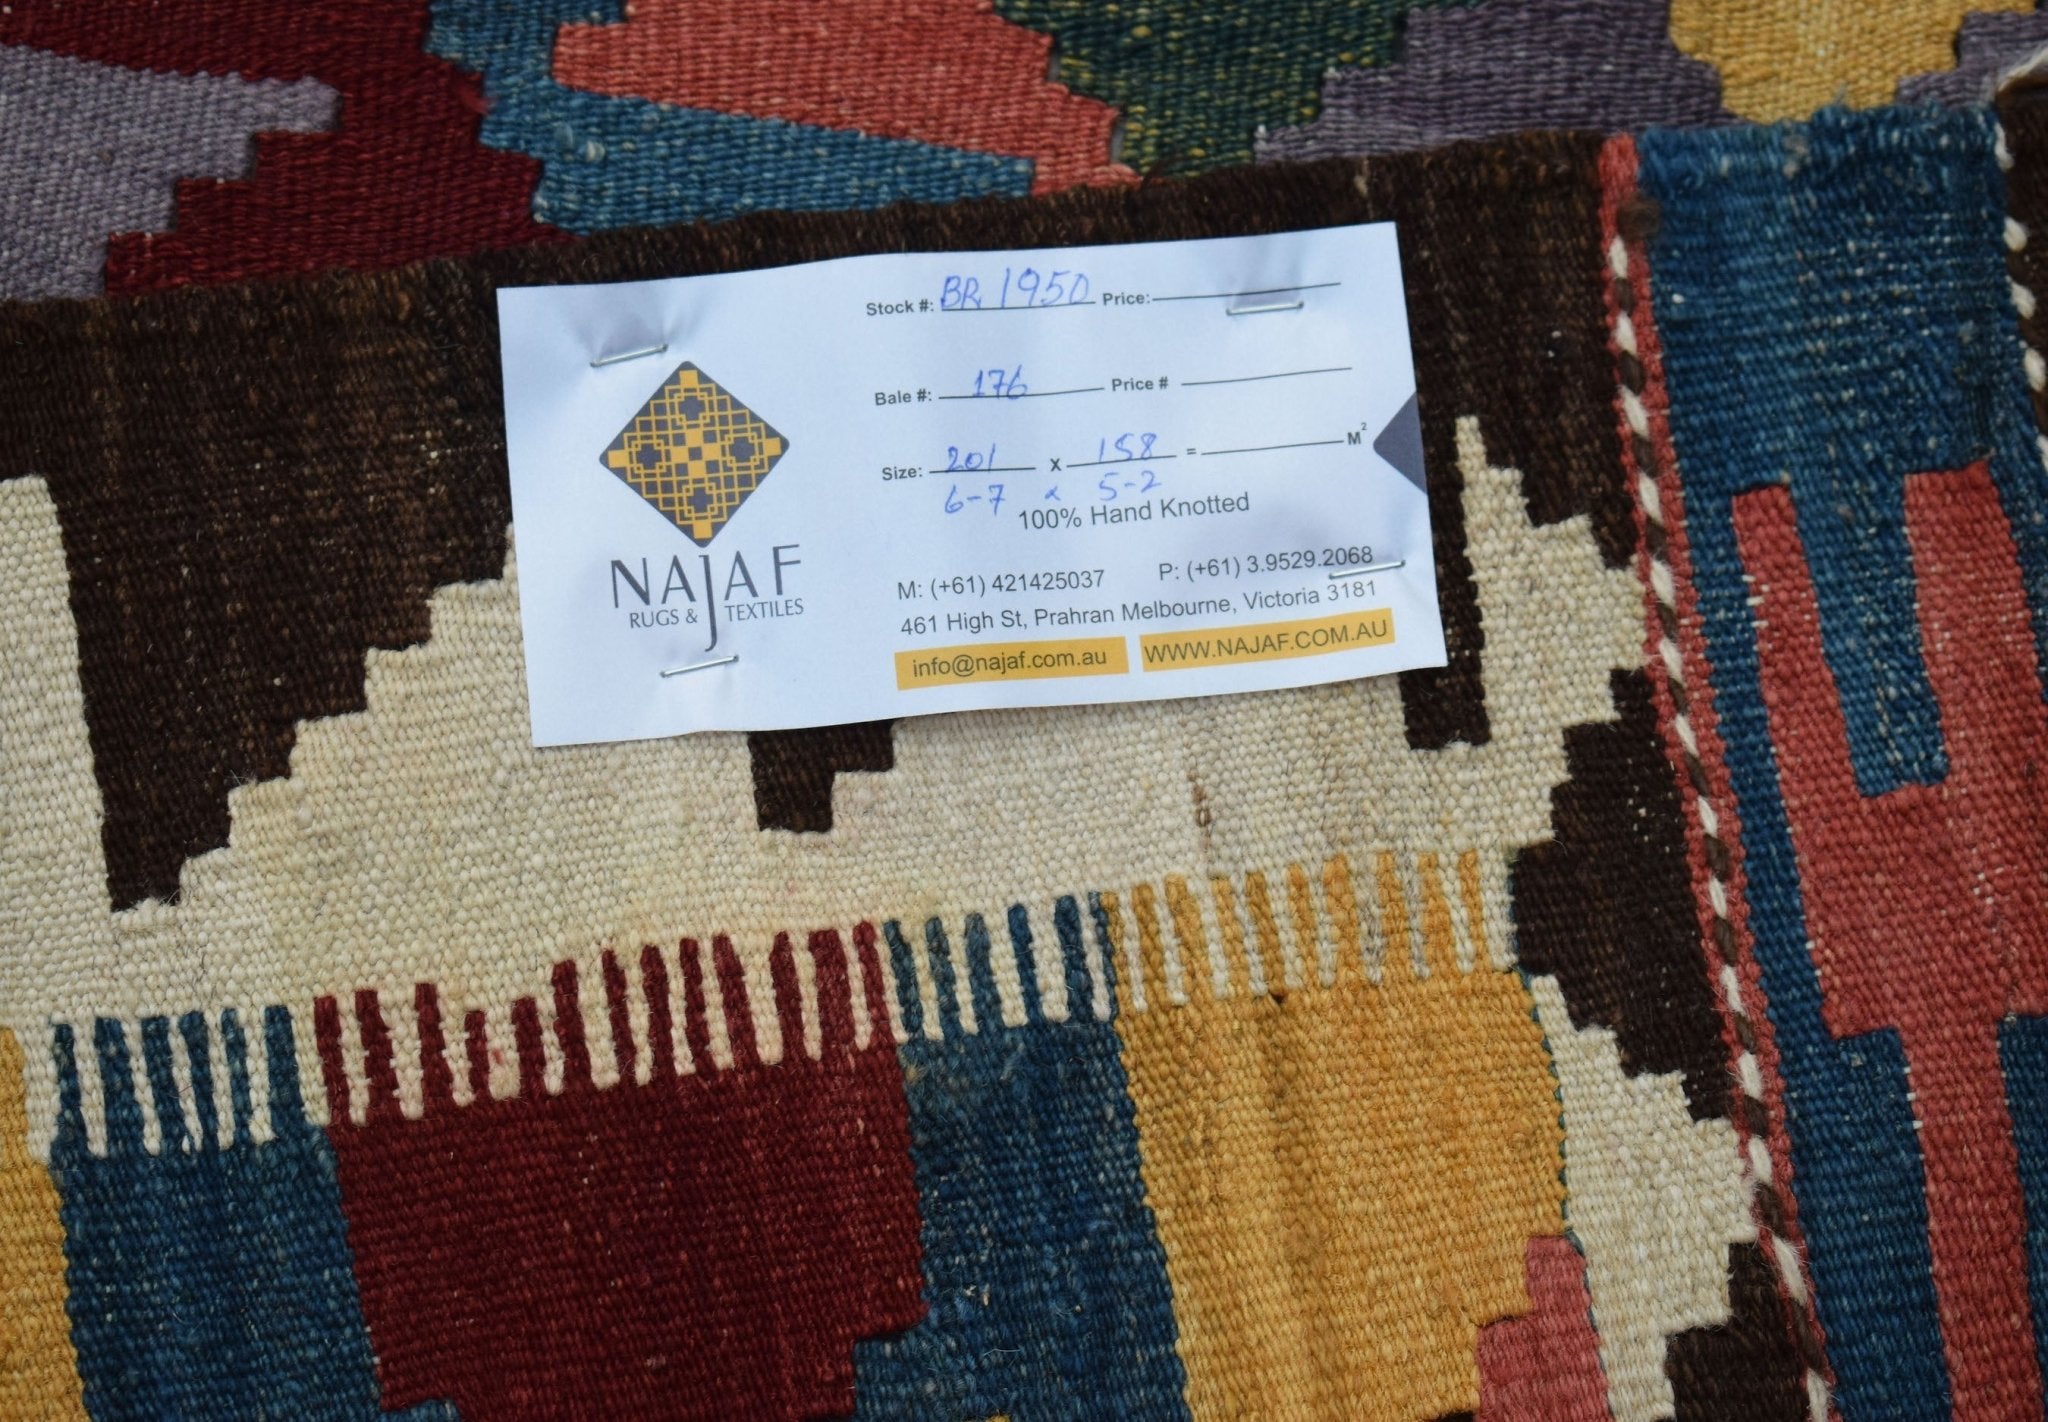 Stock #: BR 1950 Price:
Bale #: 176 Price #
Size: 201 x 158 = M²
6-7 x 5-2
100% Hand Knotted
NAJAF
RUGS & TEXTILES
M: (+61) 421425037 P: (+61) 3.9529.2068
461 High St, Prahran Melbourne, Victoria 3181
info@najaf.com.au WWW.NAJAF.COM.AU